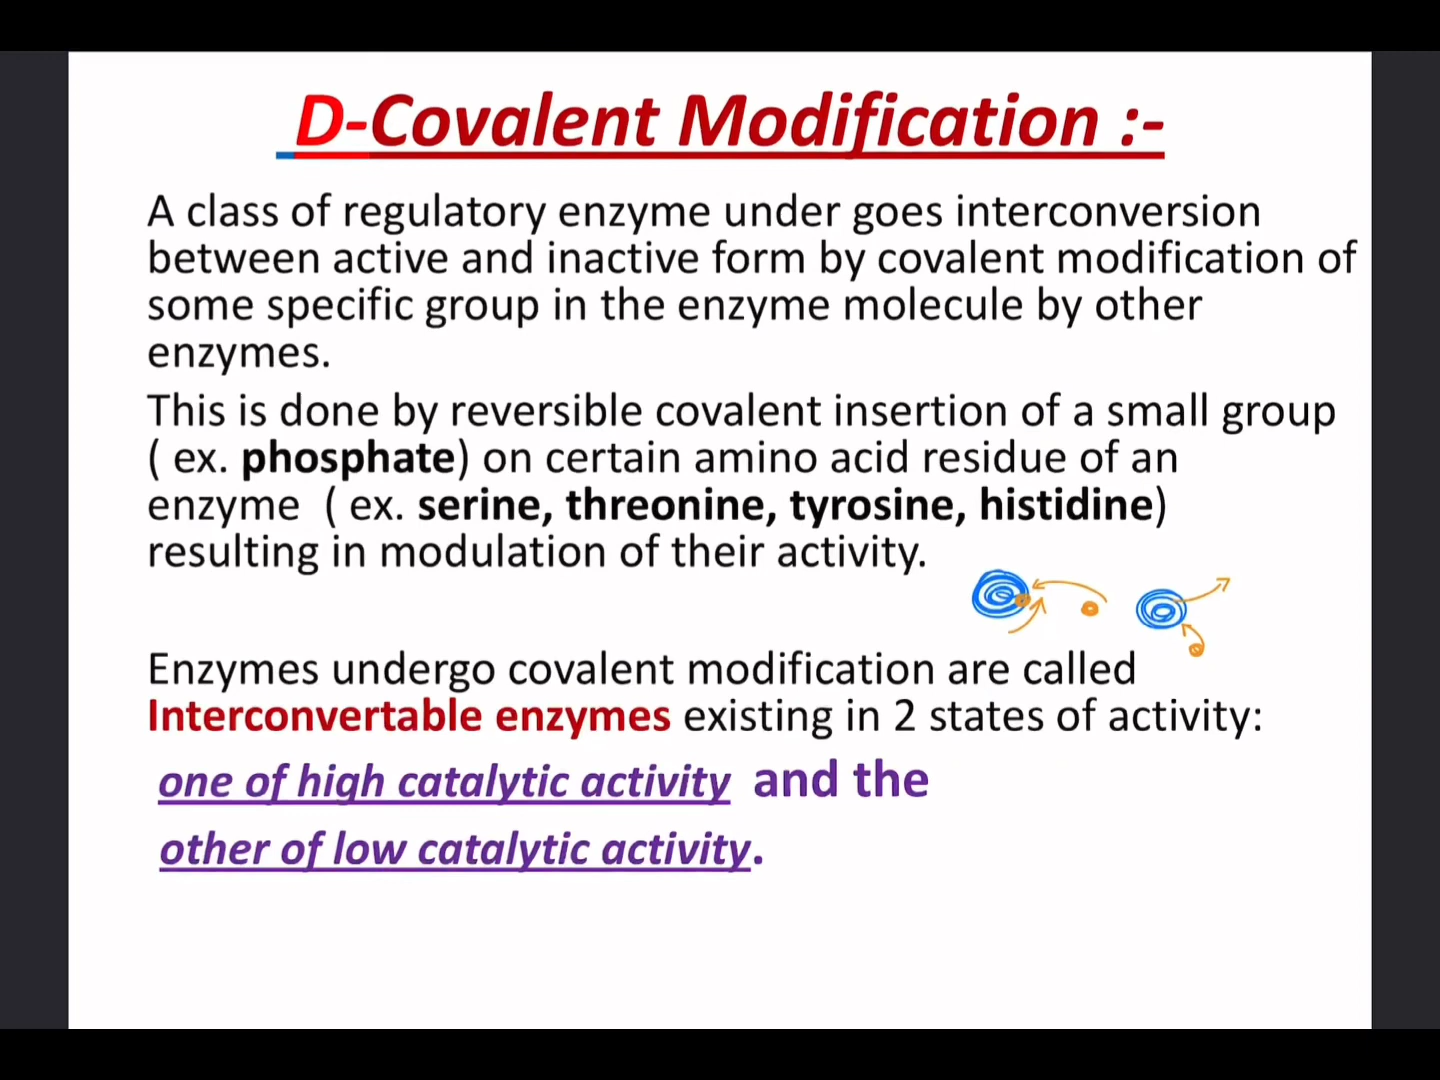 D-Covalent Modification :-
A class of regulatory enzyme under goes interconversion
between active and inactive form by covalent modification of
some specific group in the enzyme molecule by other
enzymes.
This is done by reversible covalent insertion of a small group
( ex. phosphate) on certain amino acid residue of an
enzyme  ( ex. serine, threonine, tyrosine, histidine)
resulting in modulation of their activity.
Enzymes undergo covalent modification are called
Interconvertable enzymes existing in 2 states of activity:
one of high catalytic activity  and the
other of low catalytic activity.